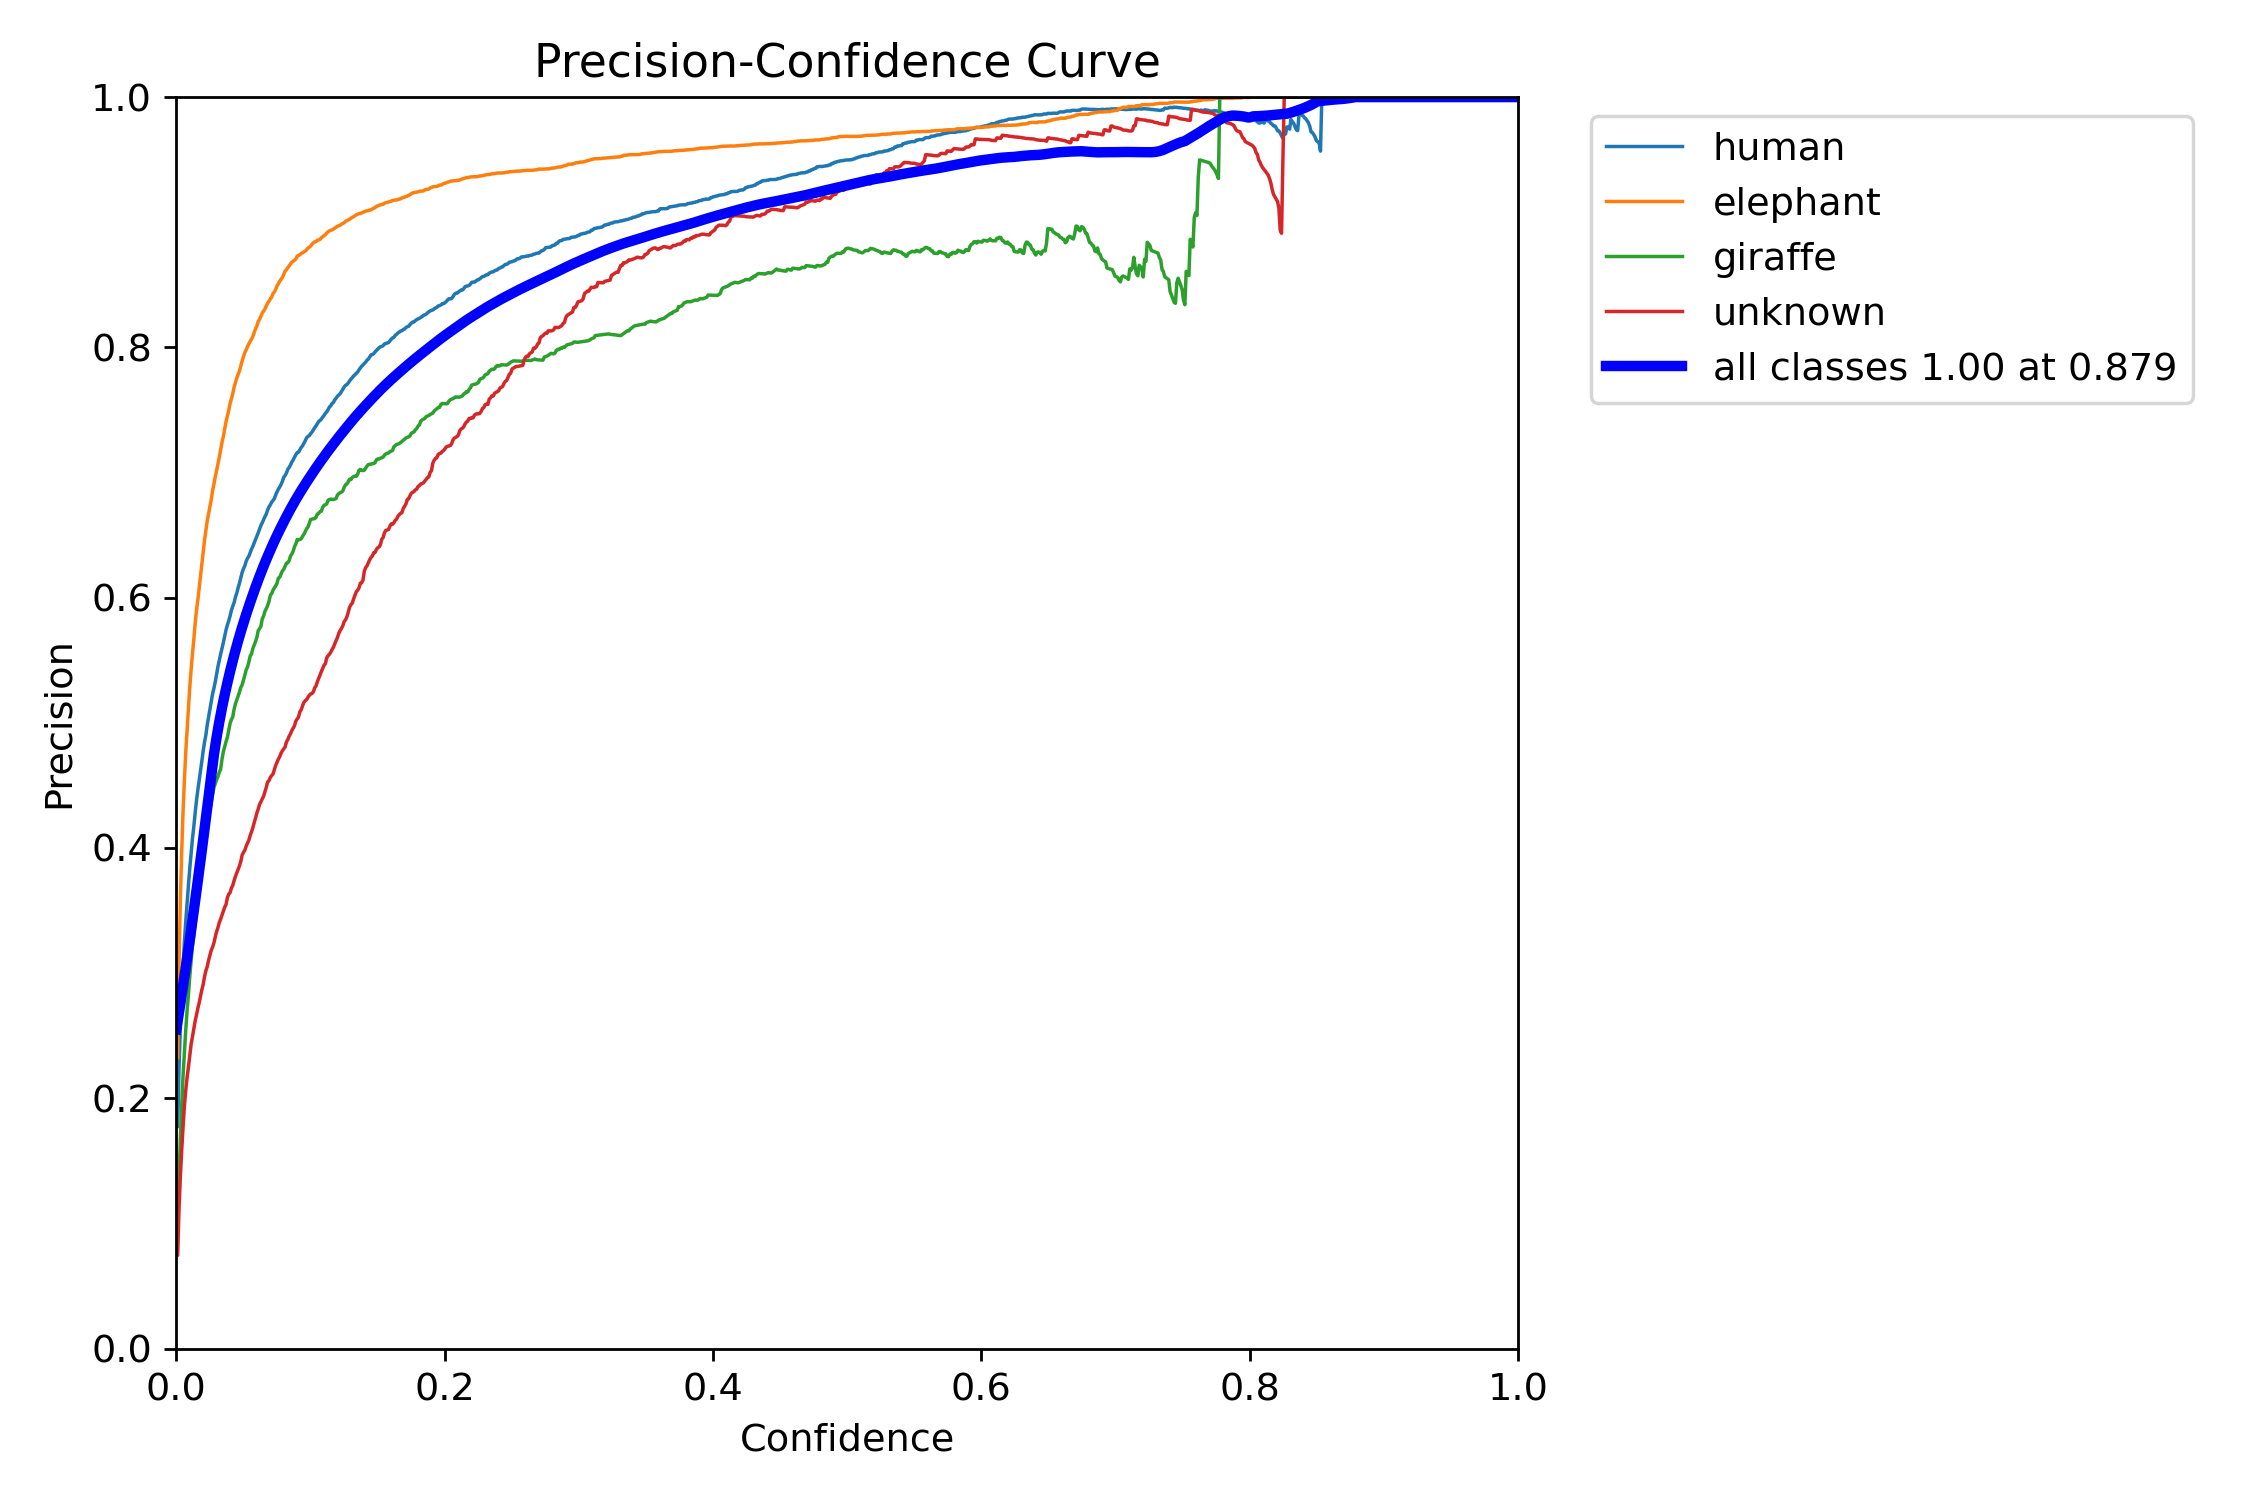 Precision-Confidence Curve
1.0
0.8
0.6
0.4
0.2
0.0
Precision
0.0 0.2 0.4 0.6 0.8 1.0
Confidence
human
elephant
giraffe
unknown
all classes 1.00 at 0.879